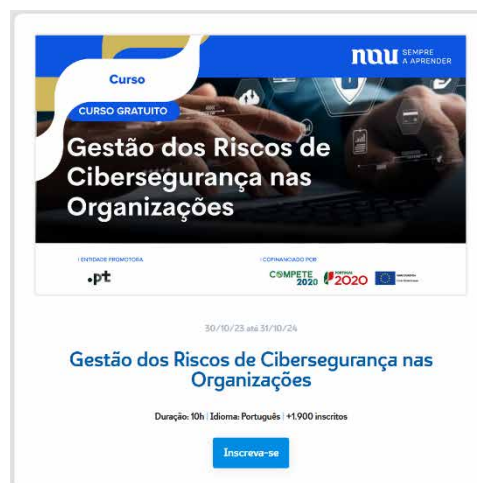 nau SEMPRE
A APRENDER
Curso
CURSO GRATUITO
Gestão dos Riscos de
Cibersegurança nas
Organizações
ENTIDADE PROMOTORA
COFINANCIADO POR
.pt
COMPETE
2020
PORTUGAL
2020
30/10/23 até 31/10/24
Gestão dos Riscos de Cibersegurança nas
Organizações
Duração: 10h | Idioma: Português | +1.900 inscritos
Inscreva-se